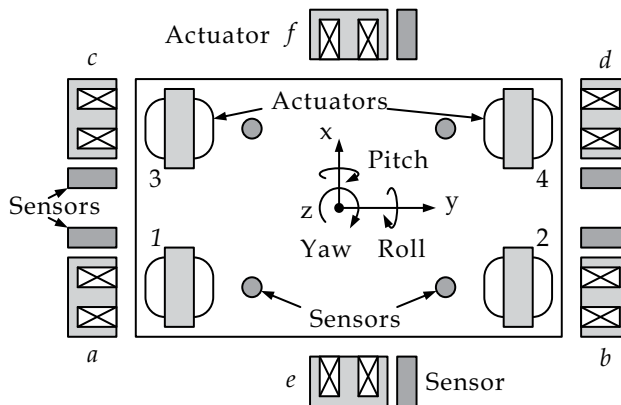 Actuator f
c
d
Actuators
x
Pitch
3
4
Sensors
z
y
1
2
Yaw
Roll
Sensors
a
e
Sensor
b